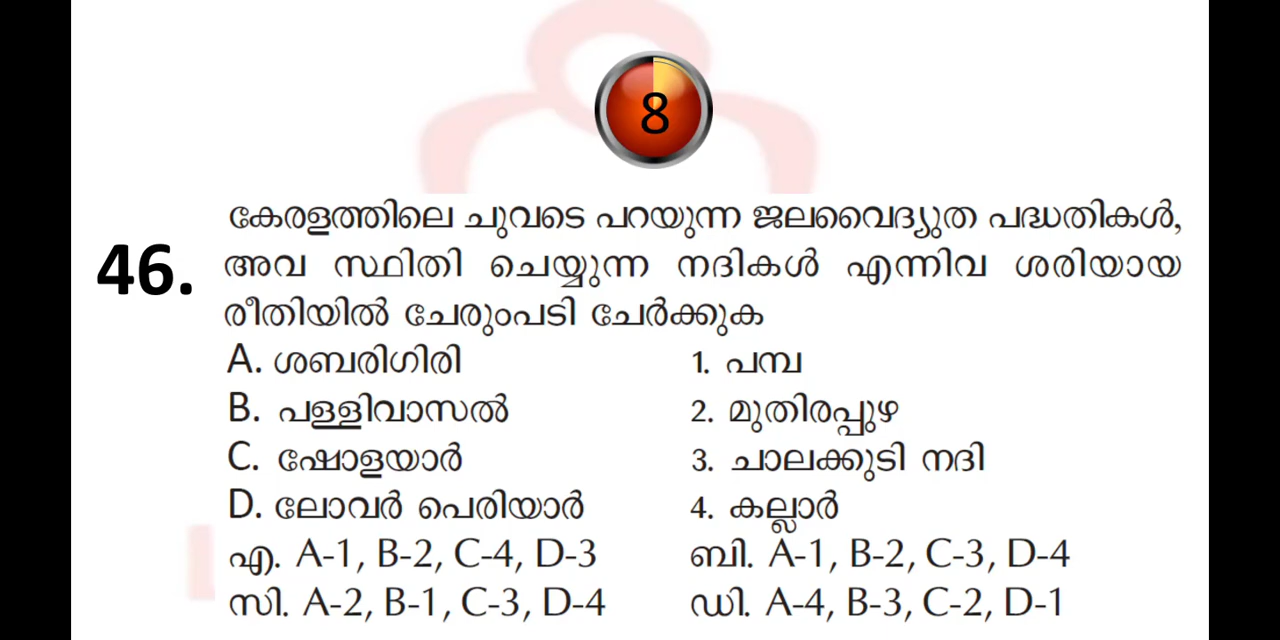 8
46. കേരളത്തിലെ ചുവടെ പറയുന്ന ജലവൈദ്യുത പദ്ധതികൾ,
അവ സ്ഥിതി ചെയ്യുന്ന നദികൾ എന്നിവ ശരിയായ
രീതിയിൽ ചേരുംപടി ചേർക്കുക
A. ശബരിഗിരി 1. പമ്പ
B. പള്ളിവാസൽ 2. മുതിരപ്പുഴ
C. ഷോളയാർ 3. ചാലക്കുടി നദി
D. ലോവർ പെരിയാർ 4. കല്ലാർ
എ. A-1, B-2, C-4, D-3 ബി. A-1, B-2, C-3, D-4
സി. A-2, B-1, C-3, D-4 ഡി. A-4, B-3, C-2, D-1